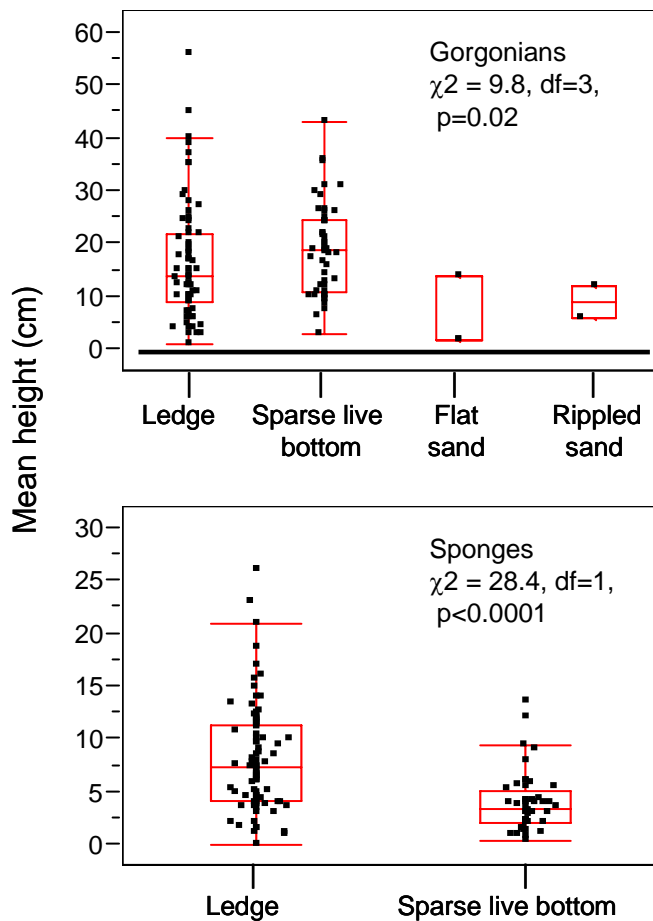 Mean height (cm)
60
50
40
30
20
10
0
Gorgonians
χ2 = 9.8, df=3,
p=0.02
Ledge
Sparse live
bottom
Flat
sand
Rippled
sand
30
25
20
15
10
5
0
Sponges
χ2 = 28.4, df=1,
p<0.0001
Ledge
Sparse live bottom